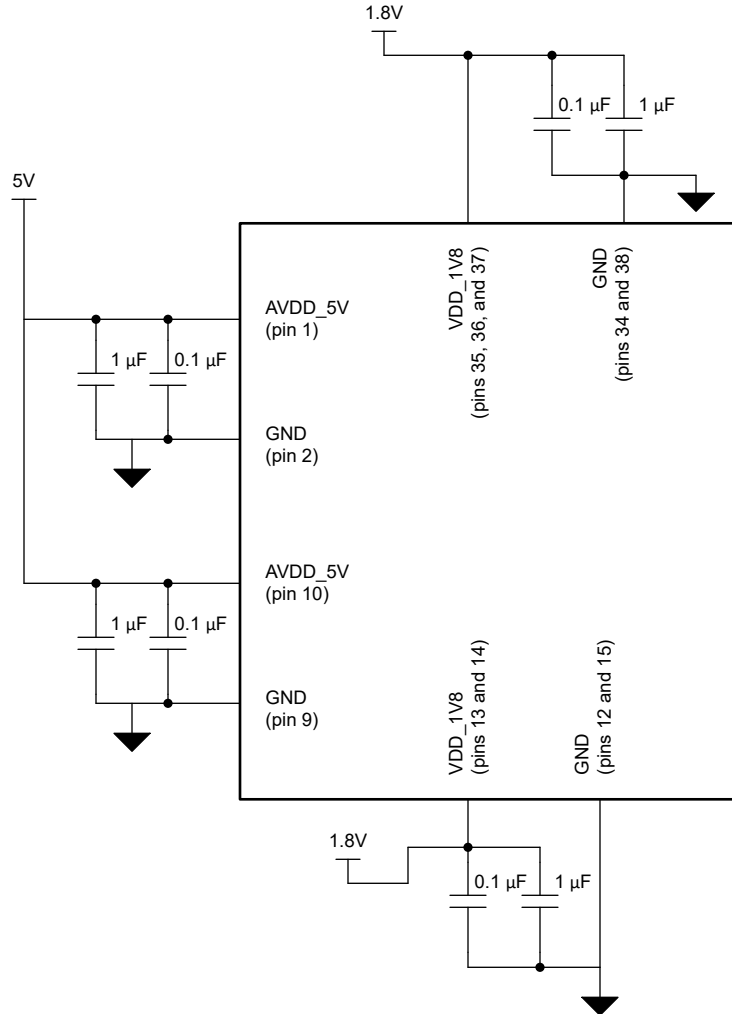 1.8V
0.1 µF
1 µF
5V
VDD_1V8
(pins 35, 36, and 37)
GND
(pins 34 and 38)
AVDD_5V
(pin 1)
1 µF
0.1 µF
GND
(pin 2)
AVDD_5V
(pin 10)
1 µF
0.1 µF
GND
(pin 9)
VDD_1V8
(pins 13 and 14)
GND
(pins 12 and 15)
1.8V
0.1 µF
1 µF